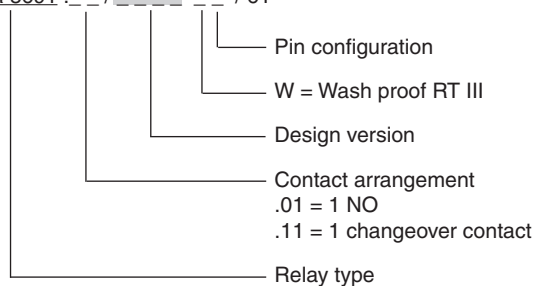 Pin configuration
W = Wash proof RT III
Design version
Contact arrangement
.01 = 1 NO
.11 = 1 changeover contact
Relay type